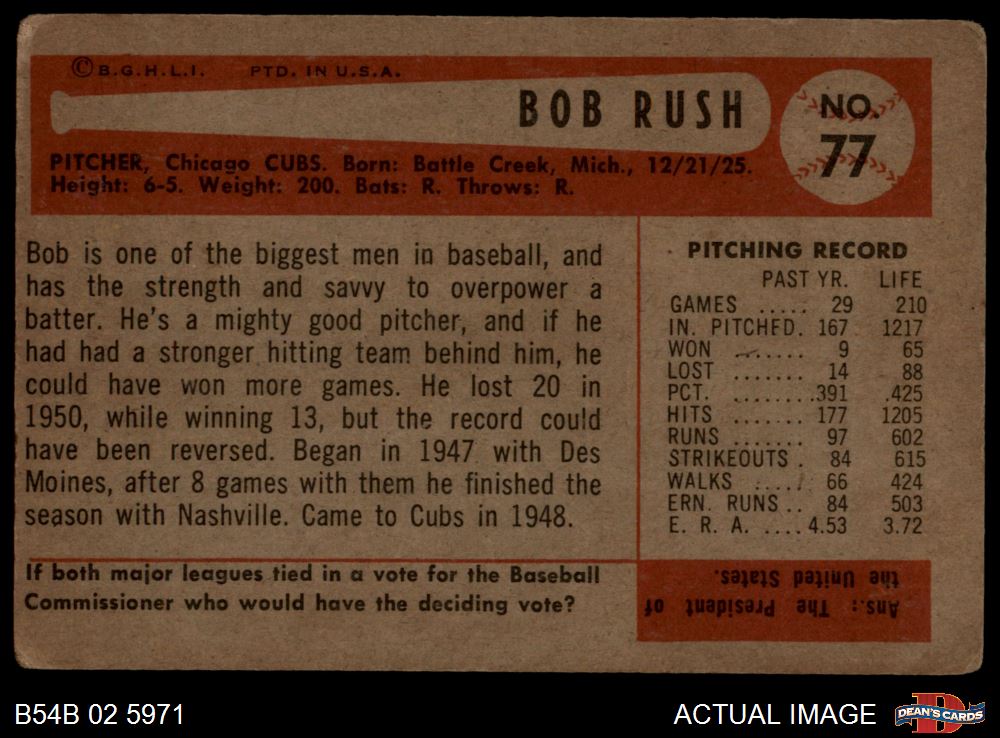 © B.G.H.L.I. PTD. IN U.S.A.
BOB RUSH
NO.
77
PITCHER, Chicago CUBS. Born: Battle Creek, Mich., 12/21/25.
Height: 6-5. Weight: 200. Bats: R. Throws: R.
Bob is one of the biggest men in baseball, and
has the strength and savvy to overpower a
batter. He's a mighty good pitcher, and if he
had had a stronger hitting team behind him, he
could have won more games. He lost 20 in
1950, while winning 13, but the record could
have been reversed. Began in 1947 with Des
Moines, after 8 games with them he finished the
season with Nashville. Came to Cubs in 1948.
PITCHING RECORD
PAST YR. LIFE
GAMES ..... 29 210
IN. PITCHED. 167 1217
WON ....... 9 65
LOST ....... 14 88
PCT. ........ .391 .425
HITS ....... 177 1205
RUNS ....... 97 602
STRIKEOUTS . 84 615
WALKS ..... 66 424
ERN. RUNS .. 84 503
E. R. A. .... 4.53 3.72
If both major leagues tied in a vote for the Baseball
Commissioner who would have the deciding vote?
Ans.: The President of
the United States.
B54B 02 5971
ACTUAL IMAGE
D
DEAN'S CARDS